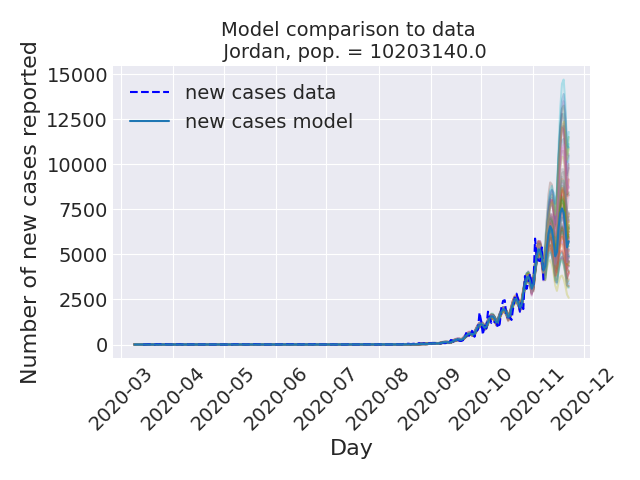 Model comparison to data
Jordan, pop. = 10203140.0
Number of new cases reported
15000
12500
10000
7500
5000
2500
0
new cases data
new cases model
2020-03
2020-04
2020-05
2020-06
2020-07
2020-08
2020-09
2020-10
2020-11
2020-12
Day